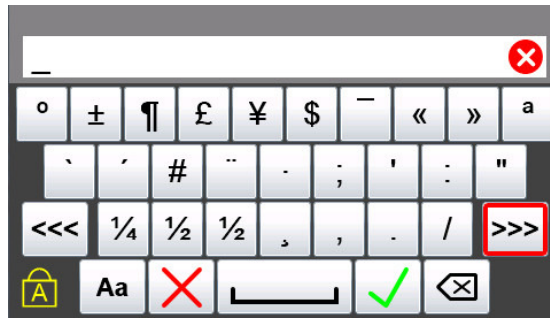 _
º ± ¶ £ ¥ $ ¯ « » ª
` ´ # ¨ · ; ' : "
<<< ¼ ½ ½ ¸ , . / >>>
A Aa